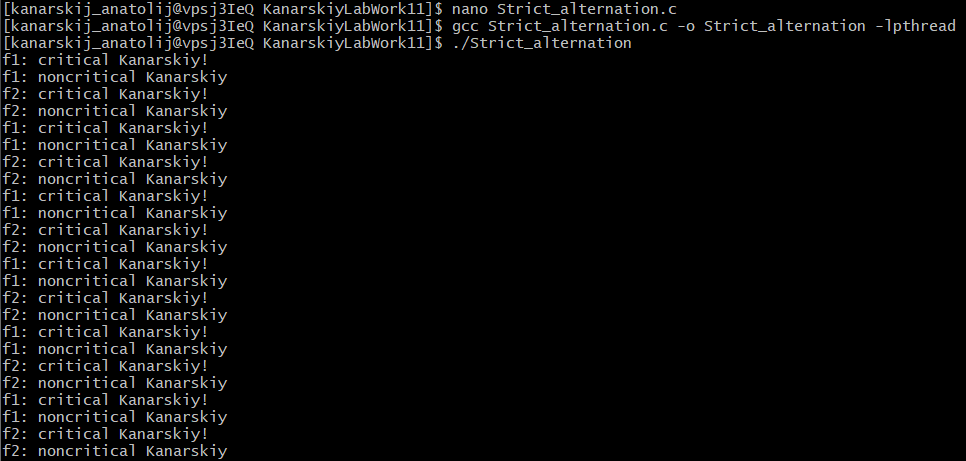 [kanarskij_anatolij@vpsj3IeQ KanarskiyLabWork11]$ nano Strict_alternation.c
[kanarskij_anatolij@vpsj3IeQ KanarskiyLabWork11]$ gcc Strict_alternation.c -o Strict_alternation -lpthread
[kanarskij_anatolij@vpsj3IeQ KanarskiyLabWork11]$ ./Strict_alternation
f1: critical Kanarskiy!
f1: noncritical Kanarskiy
f2: critical Kanarskiy!
f2: noncritical Kanarskiy
f1: critical Kanarskiy!
f1: noncritical Kanarskiy
f2: critical Kanarskiy!
f2: noncritical Kanarskiy
f1: critical Kanarskiy!
f1: noncritical Kanarskiy
f2: critical Kanarskiy!
f2: noncritical Kanarskiy
f1: critical Kanarskiy!
f1: noncritical Kanarskiy
f2: critical Kanarskiy!
f2: noncritical Kanarskiy
f1: critical Kanarskiy!
f1: noncritical Kanarskiy
f2: critical Kanarskiy!
f2: noncritical Kanarskiy
f1: critical Kanarskiy!
f1: noncritical Kanarskiy
f2: critical Kanarskiy!
f2: noncritical Kanarskiy